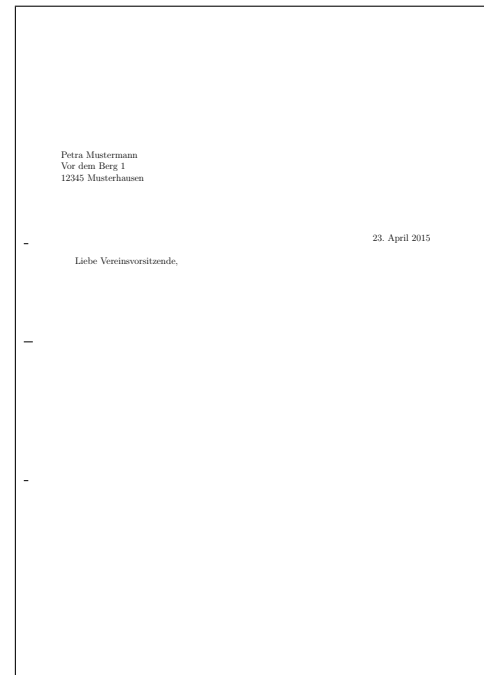 Petra Mustermann
Vor dem Berg 1
12345 Musterhausen
23. April 2015
Liebe Vereinsvorsitzende,